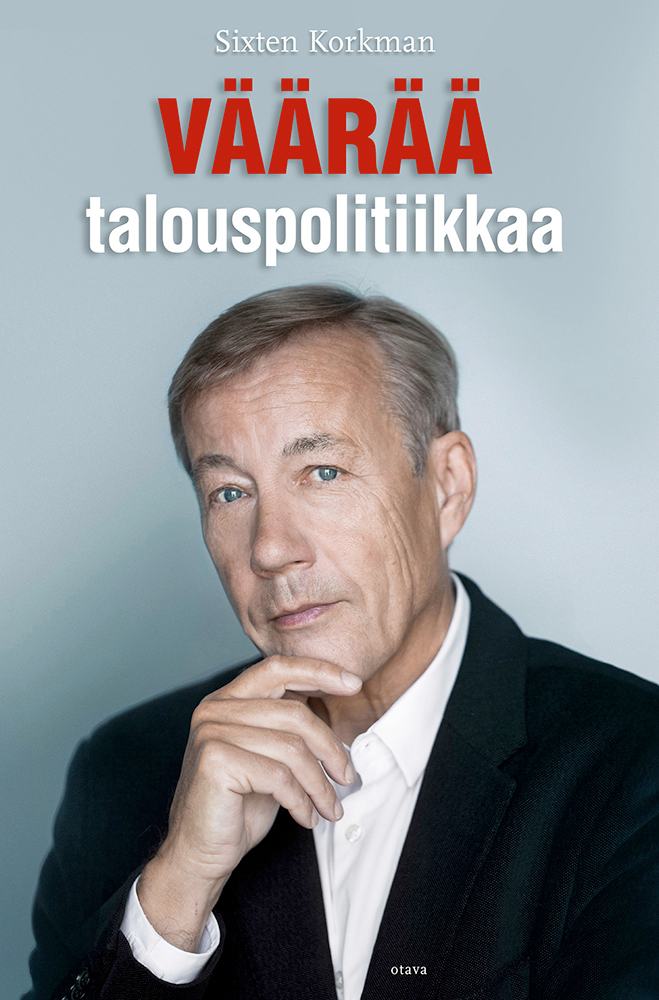 Sixten Korkman
VÄÄRÄÄ
talouspolitiikkaa
otava